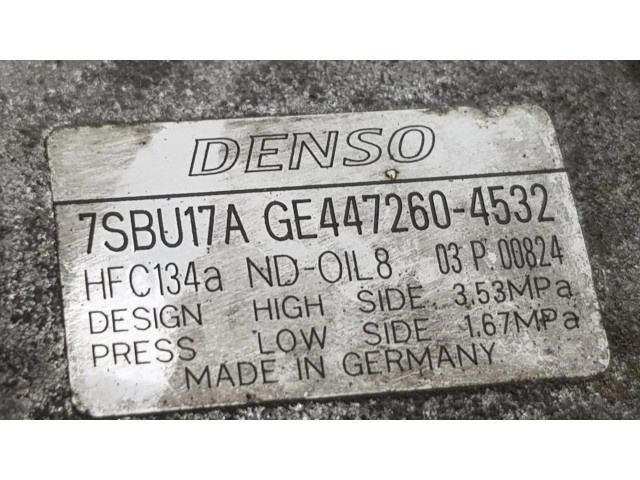 DENSO
7SBU17A GE447260-4532
HFC134a ND-OIL8 03 P 00824
DESIGN HIGH SIDE 3.53MPa
PRESS LOW SIDE 1.67MPa
MADE IN GERMANY